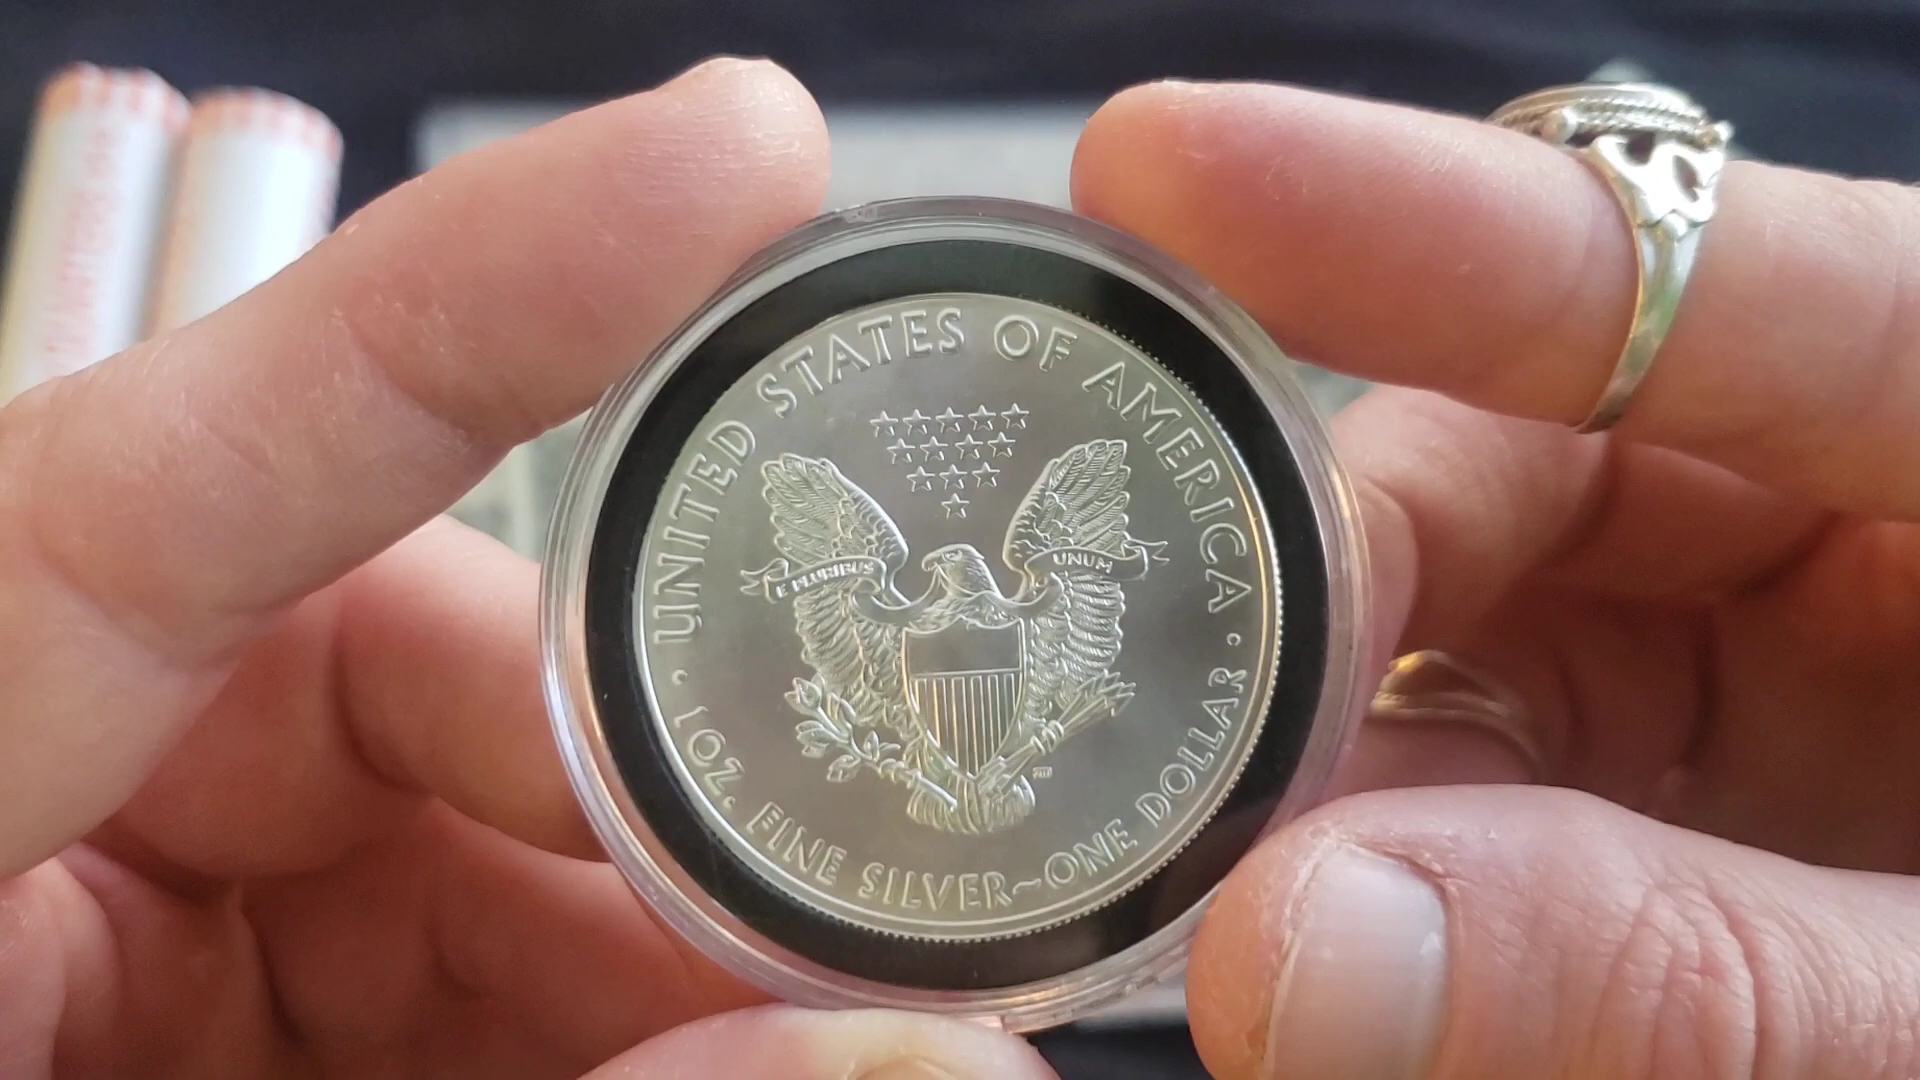 · UNITED STATES OF AMERICA ·
E PLURIBUS UNUM
1 OZ. FINE SILVER~ONE DOLLAR